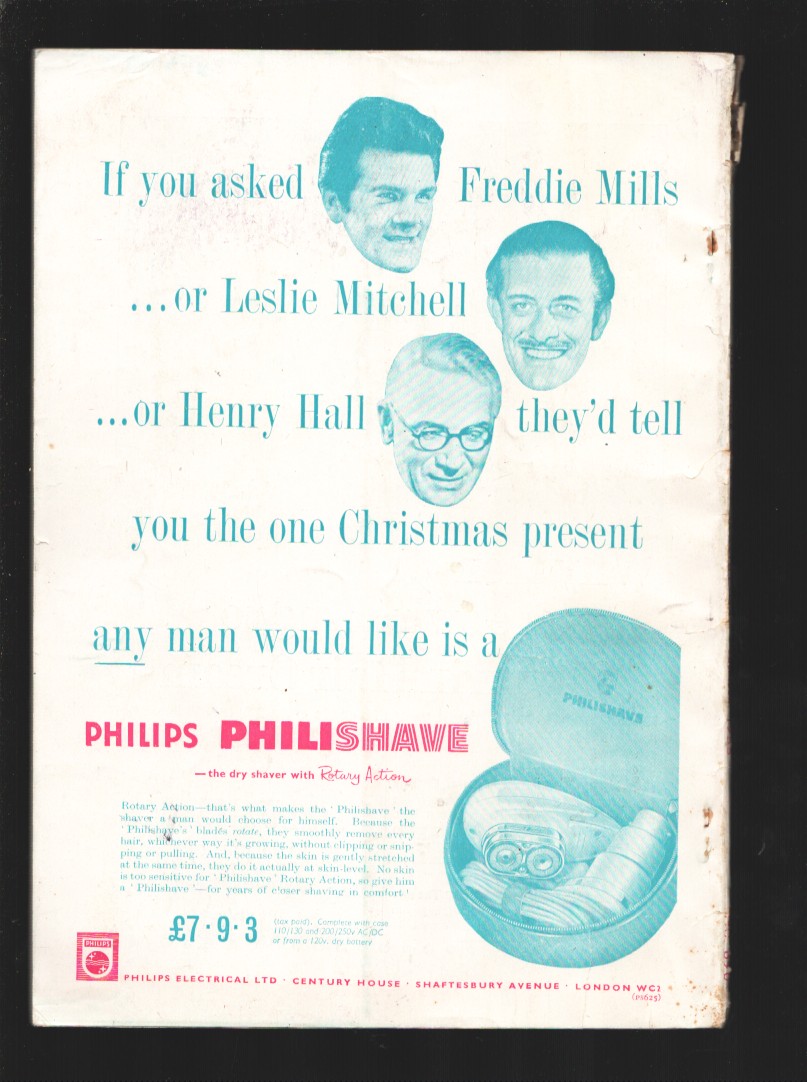 If you asked Freddie Mills
...or Leslie Mitchell
...or Henry Hall they'd tell
you the one Christmas present
any man would like is a
PHILISHAVE
PHILIPS PHILISHAVE
—the dry shaver with Rotary Action
Rotary Action—that's what makes the 'Philishave' the
shaver a man would choose for himself. Because the
'Philishave's' blades rotate, they smoothly remove every
hair, whichever way it's growing, without clipping or snip-
ping or pulling. And, because the skin is gently stretched
at the same time, they do it actually at skin-level. No skin
is too sensitive for 'Philishave' Rotary Action, so give him
a 'Philishave'—for years of closer shaving in comfort!
£7·9·3
(tax paid). Complete with case
110/130 and 200/250v AC/DC
or from a 120v. dry battery
PHILIPS
PHILIPS ELECTRICAL LTD · CENTURY HOUSE · SHAFTESBURY AVENUE · LONDON WC2
(PS625)